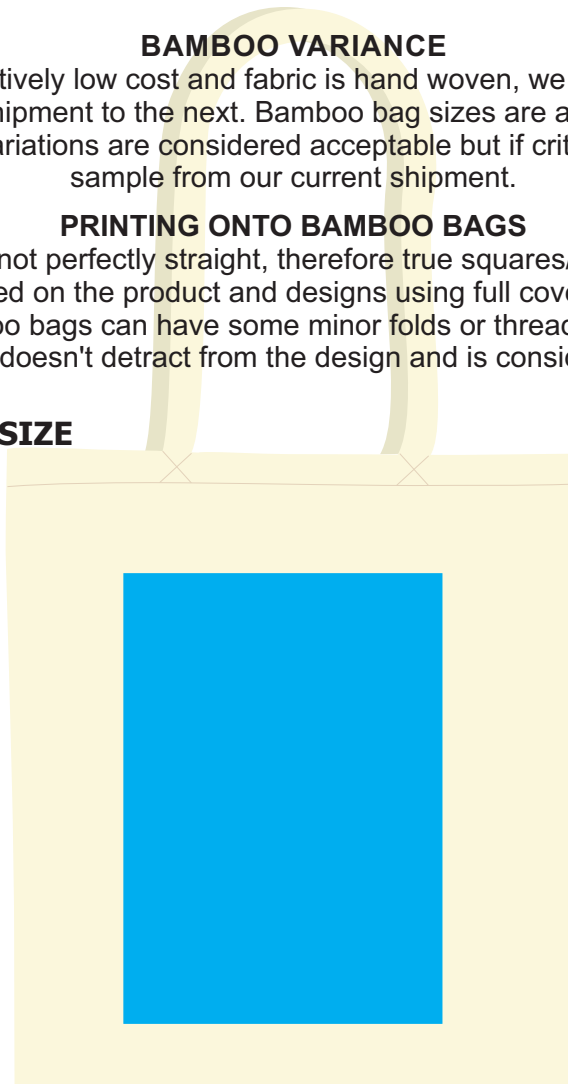 BAMBOO VARIANCE
tively low cost and fabric is hand woven, we
hipment to the next. Bamboo bag sizes are a
ariations are considered acceptable but if crit
sample from our current shipment.
PRINTING ONTO BAMBOO BAGS
not perfectly straight, therefore true squares/
ed on the product and designs using full cove
oo bags can have some minor folds or thread
doesn't detract from the design and is consid
SIZE